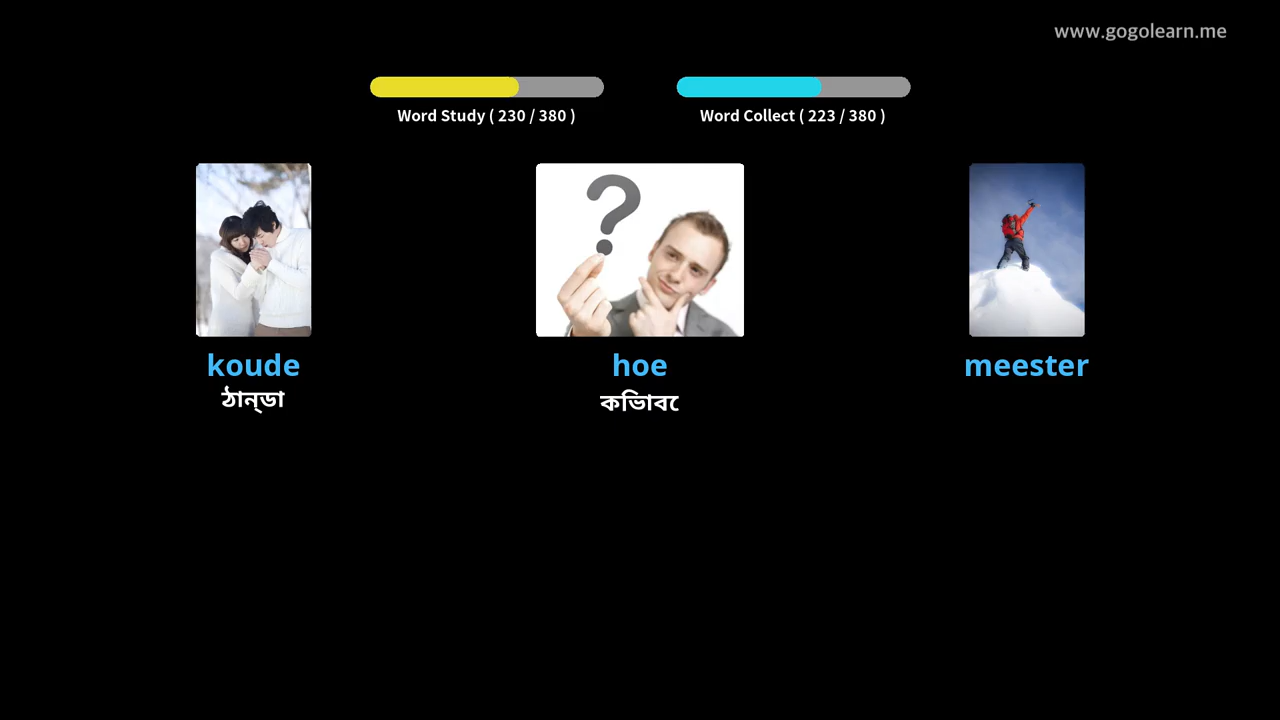 www.gogolearn.me
Word Study ( 230 / 380 )
Word Collect ( 223 / 380 )
koude
ঠান্ডা
hoe
কিভাবে
meester